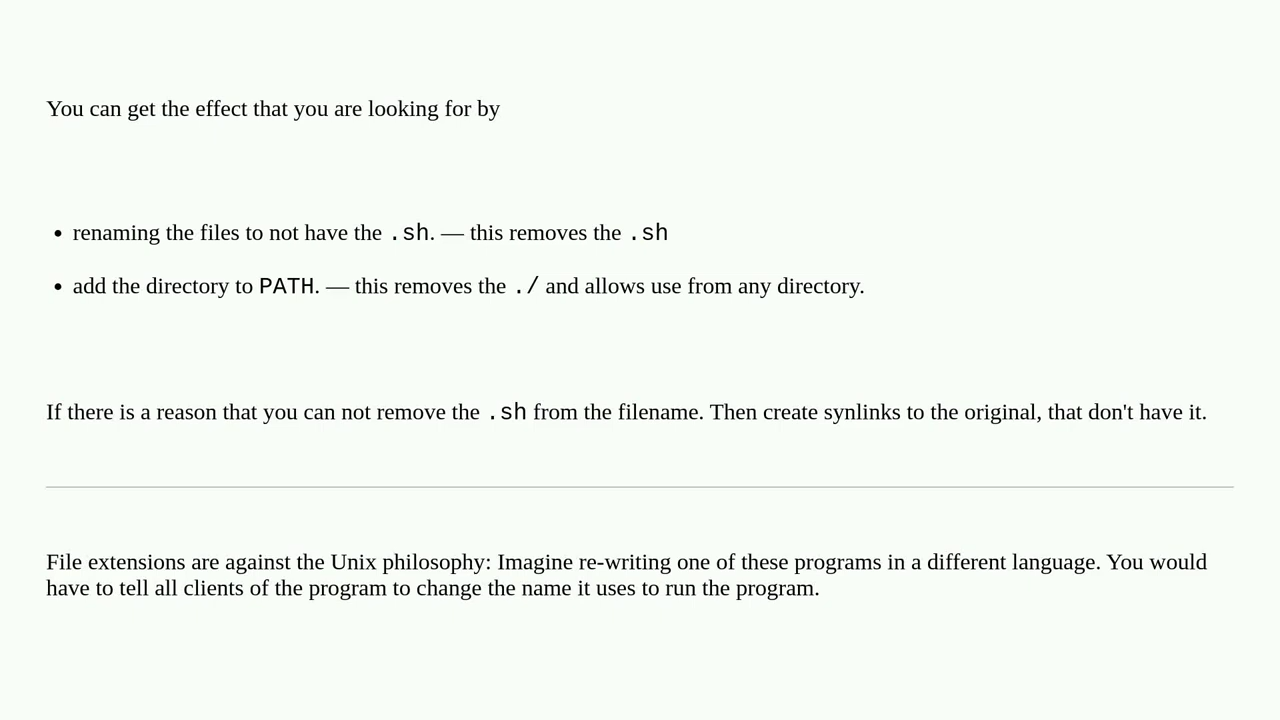 You can get the effect that you are looking for by
• renaming the files to not have the .sh. — this removes the .sh
• add the directory to PATH. — this removes the ./ and allows use from any directory.
If there is a reason that you can not remove the .sh from the filename. Then create synlinks to the original, that don't have it.
File extensions are against the Unix philosophy: Imagine re-writing one of these programs in a different language. You would
have to tell all clients of the program to change the name it uses to run the program.